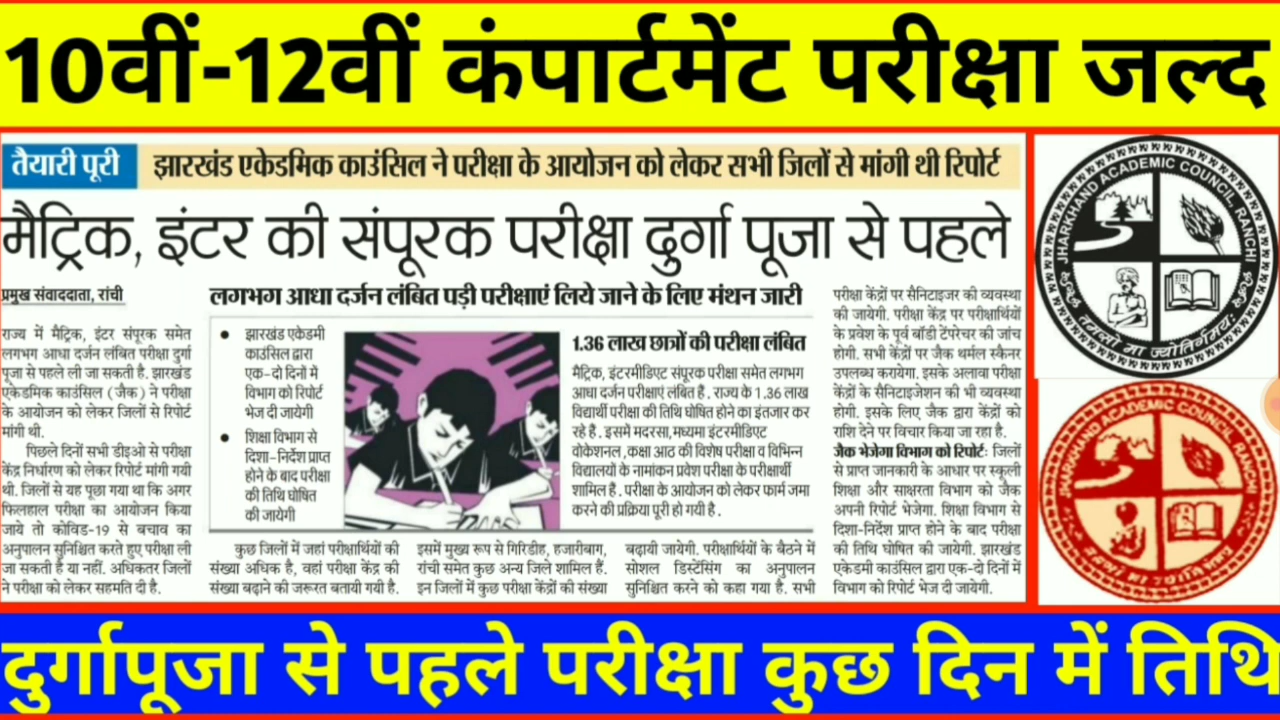 10वीं-12वीं कंपार्टमेंट परीक्षा जल्द
तैयारी पूरी
झारखंड एकेडमिक काउंसिल ने परीक्षा के आयोजन को लेकर सभी जिलों से मांगी थी रिपोर्ट
मैट्रिक, इंटर की संपूरक परीक्षा दुर्गा पूजा से पहले
प्रमुख संवाददाता, रांची
राज्य में मैट्रिक, इंटर संपूरक समेत
लगभग आधा दर्जन लंबित परीक्षा दुर्गा
पूजा से पहले ली जा सकती है. झारखंड
एकेडमिक काउंसिल (जैक) ने परीक्षा
के आयोजन को लेकर जिलों से रिपोर्ट
मांगी थी.
पिछले दिनों सभी डीइओ से परीक्षा
केंद्र निर्धारण को लेकर रिपोर्ट मांगी गयी
थी. जिलों से यह पूछा गया था कि अगर
फिलहाल परीक्षा का आयोजन किया
जाये तो कोविड-19 से बचाव का
अनुपालन सुनिश्चित करते हुए परीक्षा ली
जा सकती है या नहीं. अधिकतर जिलों
ने परीक्षा को लेकर सहमति दी है.
लगभग आधा दर्जन लंबित पड़ी परीक्षाएं लिये जाने के लिए मंथन जारी
• झारखंड एकेडमी
काउंसिल द्वारा
एक-दो दिनों में
विभाग को रिपोर्ट
भेज दी जायेगी
• शिक्षा विभाग से
दिशा-निर्देश प्राप्त
होने के बाद परीक्षा
की तिथि घोषित
की जायेगी
1.36 लाख छात्रों की परीक्षा लंबित
मैट्रिक, इंटरमीडिएट संपूरक परीक्षा समेत लगभग
आधा दर्जन परीक्षाएं लंबित है. राज्य के 1.36 लाख
विद्यार्थी परीक्षा की तिथि घोषित होने का इंतजार कर
रहे है. इसमें मदरसा,मध्यमा इंटरमीडिएट
वोकेशनल ,कक्षा आठ की विशेष परीक्षा व विभिन्न
विद्यालयों के नामांकन प्रवेश परीक्षा के परीक्षार्थी
शामिल हैं . परीक्षा के आयोजन को लेकर फार्म जमा
करने की प्रक्रिया पूरी हो गयी है .
कुछ जिलों में जहां परीक्षार्थियों की
संख्या अधिक है, वहां परीक्षा केंद्र की
संख्या बढ़ाने की जरूरत बतायी गयी है.
इसमें मुख्य रूप से गिरिडीह, हजारीबाग,
रांची समेत कुछ अन्य जिले शामिल हैं.
इन जिलों में कुछ परीक्षा केंद्रों की संख्या
बढ़ायी जायेगी. परीक्षार्थियों के बैठने में
सोशल डिस्टेंसिंग का अनुपालन
सुनिश्चित करने को कहा गया है. सभी
परीक्षा केंद्रों पर सैनिटाइजर की व्यवस्था
की जायेगी. परीक्षा केंद्र पर परीक्षार्थियों
के प्रवेश के पूर्व बॉडी टेंपरेचर की जांच
होगी. सभी केंद्रों पर जैक थर्मल स्कैनर
उपलब्ध करायेगा. इसके अलावा परीक्षा
केंद्रों के सैनिटाइजेशन की भी व्यवस्था
होगी. इसके लिए जैक द्वारा केंद्रों को
राशि देने पर विचार किया जा रहा है.
जैक भेजेगा विभाग को रिपोर्ट: जिलों
से प्राप्त जानकारी के आधार पर स्कूली
शिक्षा और साक्षरता विभाग को जैक
अपनी रिपोर्ट भेजेगा. शिक्षा विभाग से
दिशा-निर्देश प्राप्त होने के बाद परीक्षा
की तिथि घोषित की जायेगी. झारखंड
एकेडमी काउंसिल द्वारा एक-दो दिनों में
विभाग को रिपोर्ट भेज दी जायेगी.
JHARKHAND ACADEMIC COUNCIL, RANCHI
तमसो मा ज्योतिर्गमय:
JHARKHAND ACADEMIC COUNCIL, RANCHI
दुर्गापूजा से पहले परीक्षा कुछ दिन में तिथि